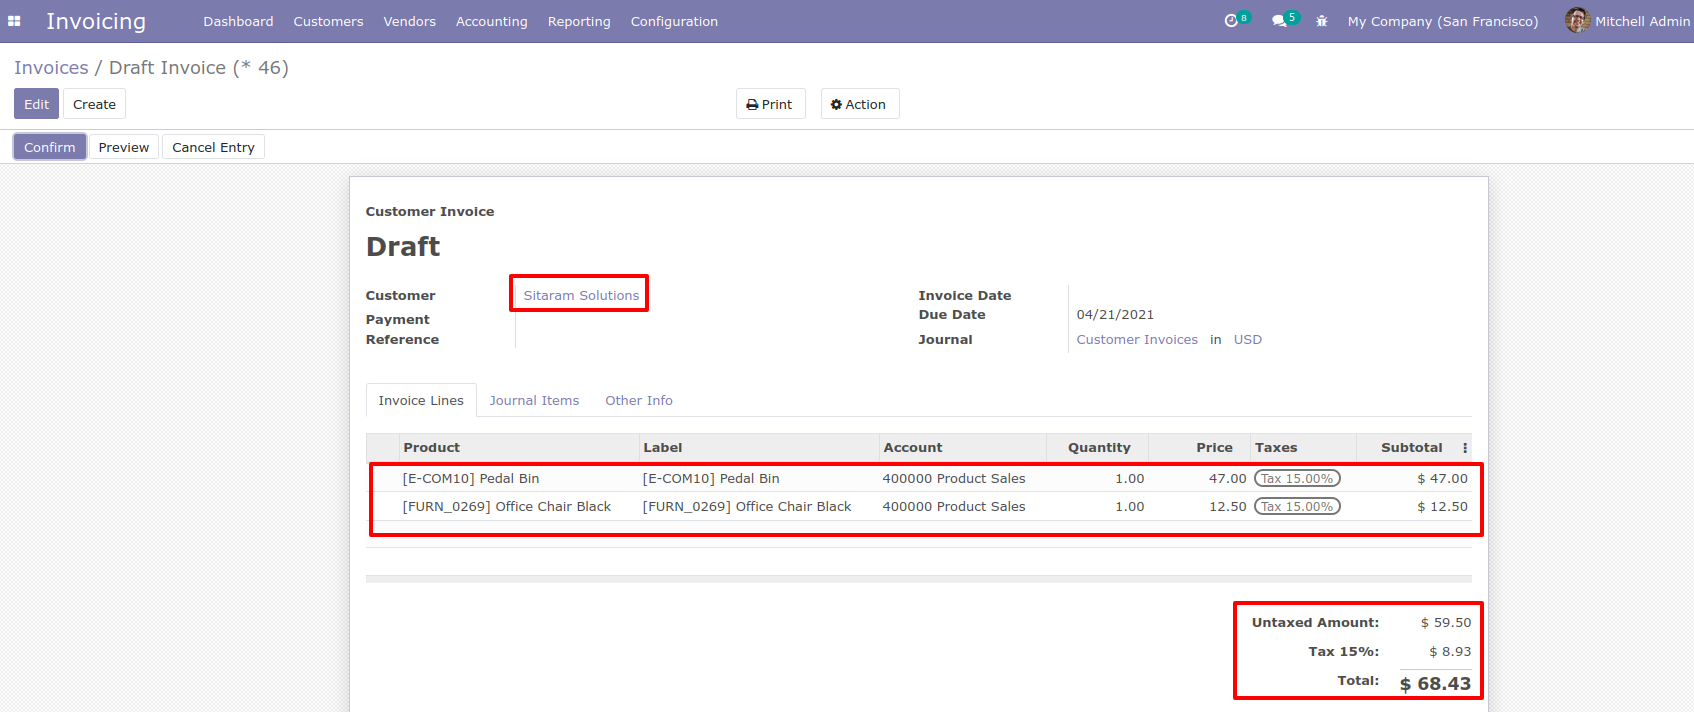 Invoicing Dashboard Customers Vendors Accounting Reporting Configuration 8 5 My Company (San Francisco) Mitchell Admin
Invoices / Draft Invoice (* 46)
Edit Create Print Action
Confirm Preview Cancel Entry
Customer Invoice
Draft
Customer Sitaram Solutions Invoice Date
Payment Due Date 04/21/2021
Reference Journal Customer Invoices in USD
Invoice Lines Journal Items Other Info
Product Label Account Quantity Price Taxes Subtotal
[E-COM10] Pedal Bin [E-COM10] Pedal Bin 400000 Product Sales 1.00 47.00 Tax 15.00% $ 47.00
[FURN_0269] Office Chair Black [FURN_0269] Office Chair Black 400000 Product Sales 1.00 12.50 Tax 15.00% $ 12.50
Untaxed Amount: $ 59.50
Tax 15%: $ 8.93
Total: $ 68.43